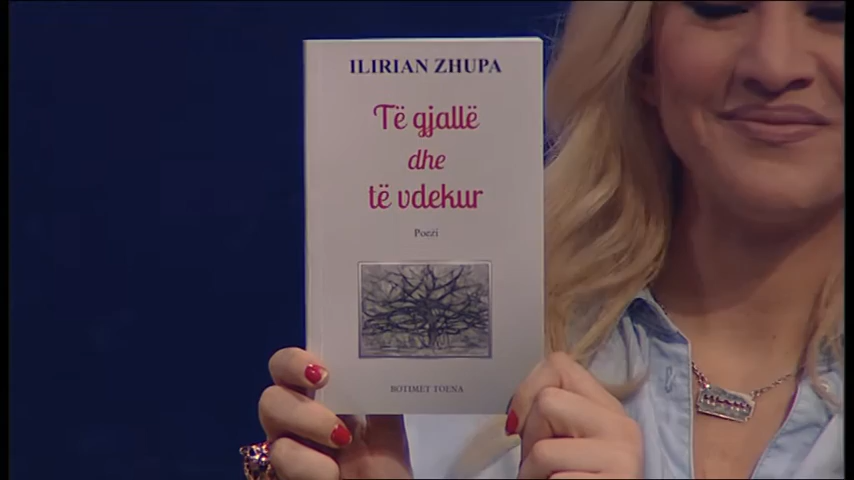 ILIRIAN ZHUPA
Të gjallë
dhe
të vdekur
Poezi
BOTIMET TOENA